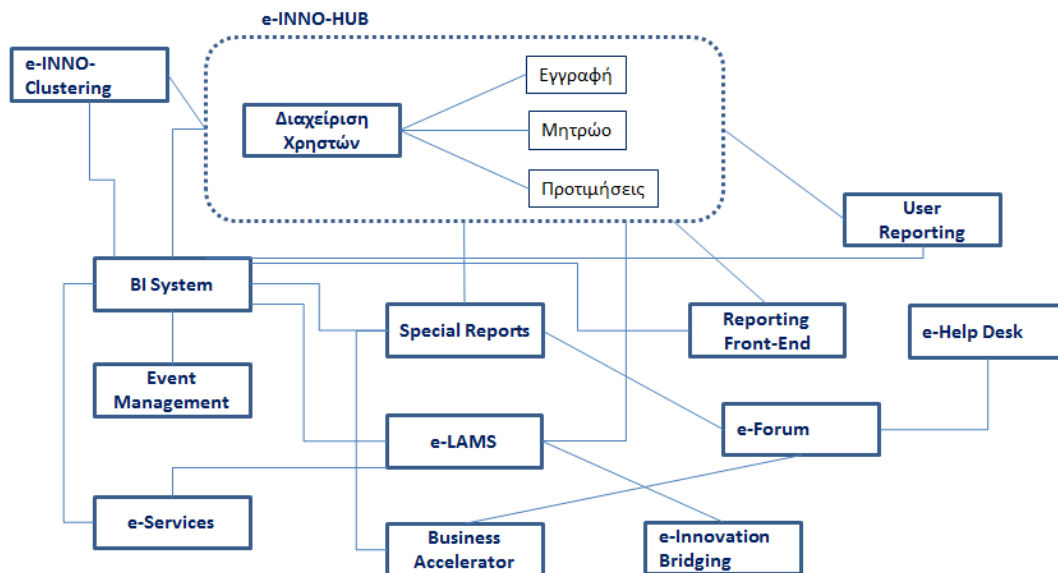 e-INNO-HUB
e-INNO-
Clustering
Εγγραφή
Διαχείριση
Χρηστών
Μητρώο
Προτιμήσεις
User
Reporting
BI System
Special Reports
Reporting
Front-End
e-Help Desk
Event
Management
e-LAMS
e-Forum
e-Services
Business
Accelerator
e-Innovation
Bridging